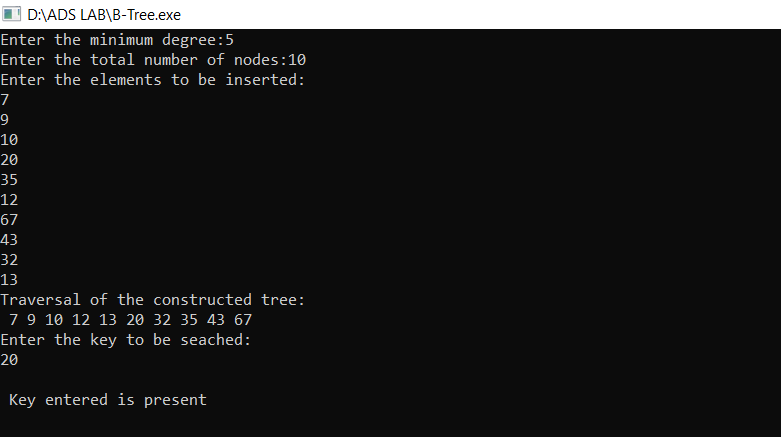 D:\ADS LAB\B-Tree.exe
Enter the minimum degree:5
Enter the total number of nodes:10
Enter the elements to be inserted:
7
9
10
20
35
12
67
43
32
13
Traversal of the constructed tree:
7 9 10 12 13 20 32 35 43 67
Enter the key to be seached:
20
Key entered is present